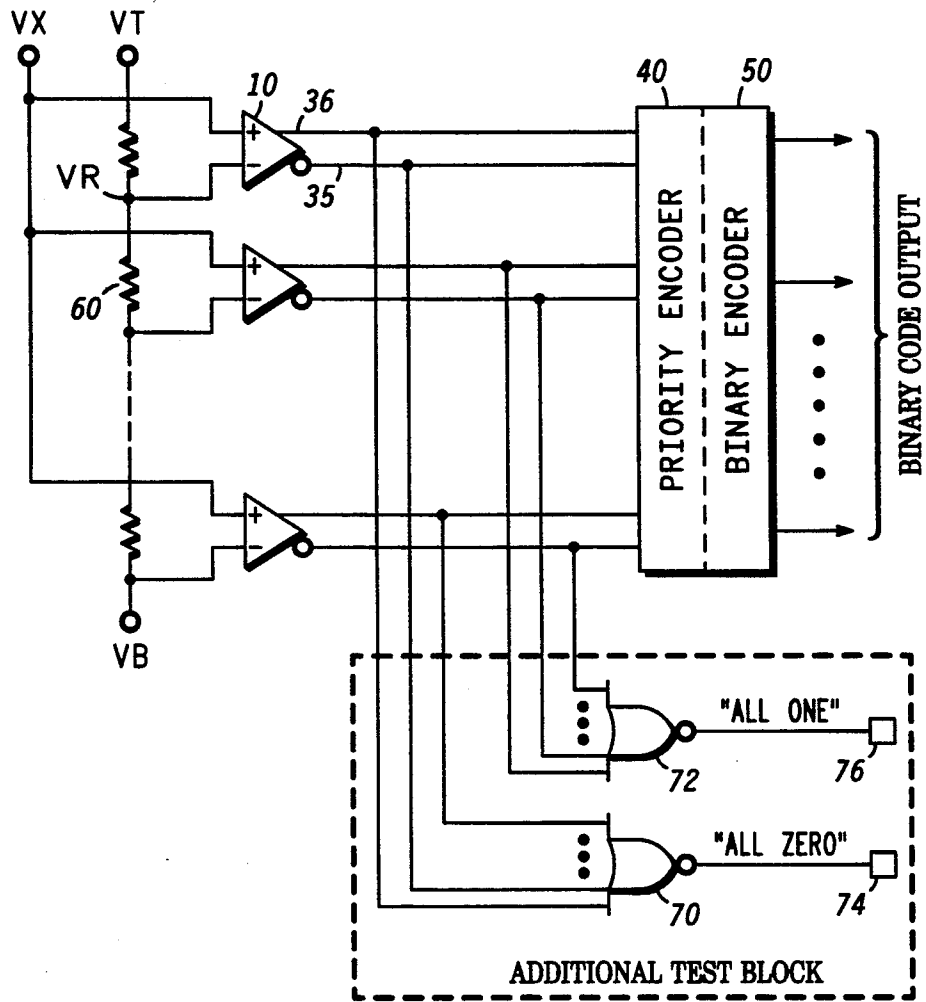 VX VT
10 36 40 50
+
−
VR
35
+
−
60
PRIORITY ENCODER
BINARY ENCODER
BINARY CODE OUTPUT
+
−
VB
"ALL ONE"
72 76
"ALL ZERO"
70 74
ADDITIONAL TEST BLOCK